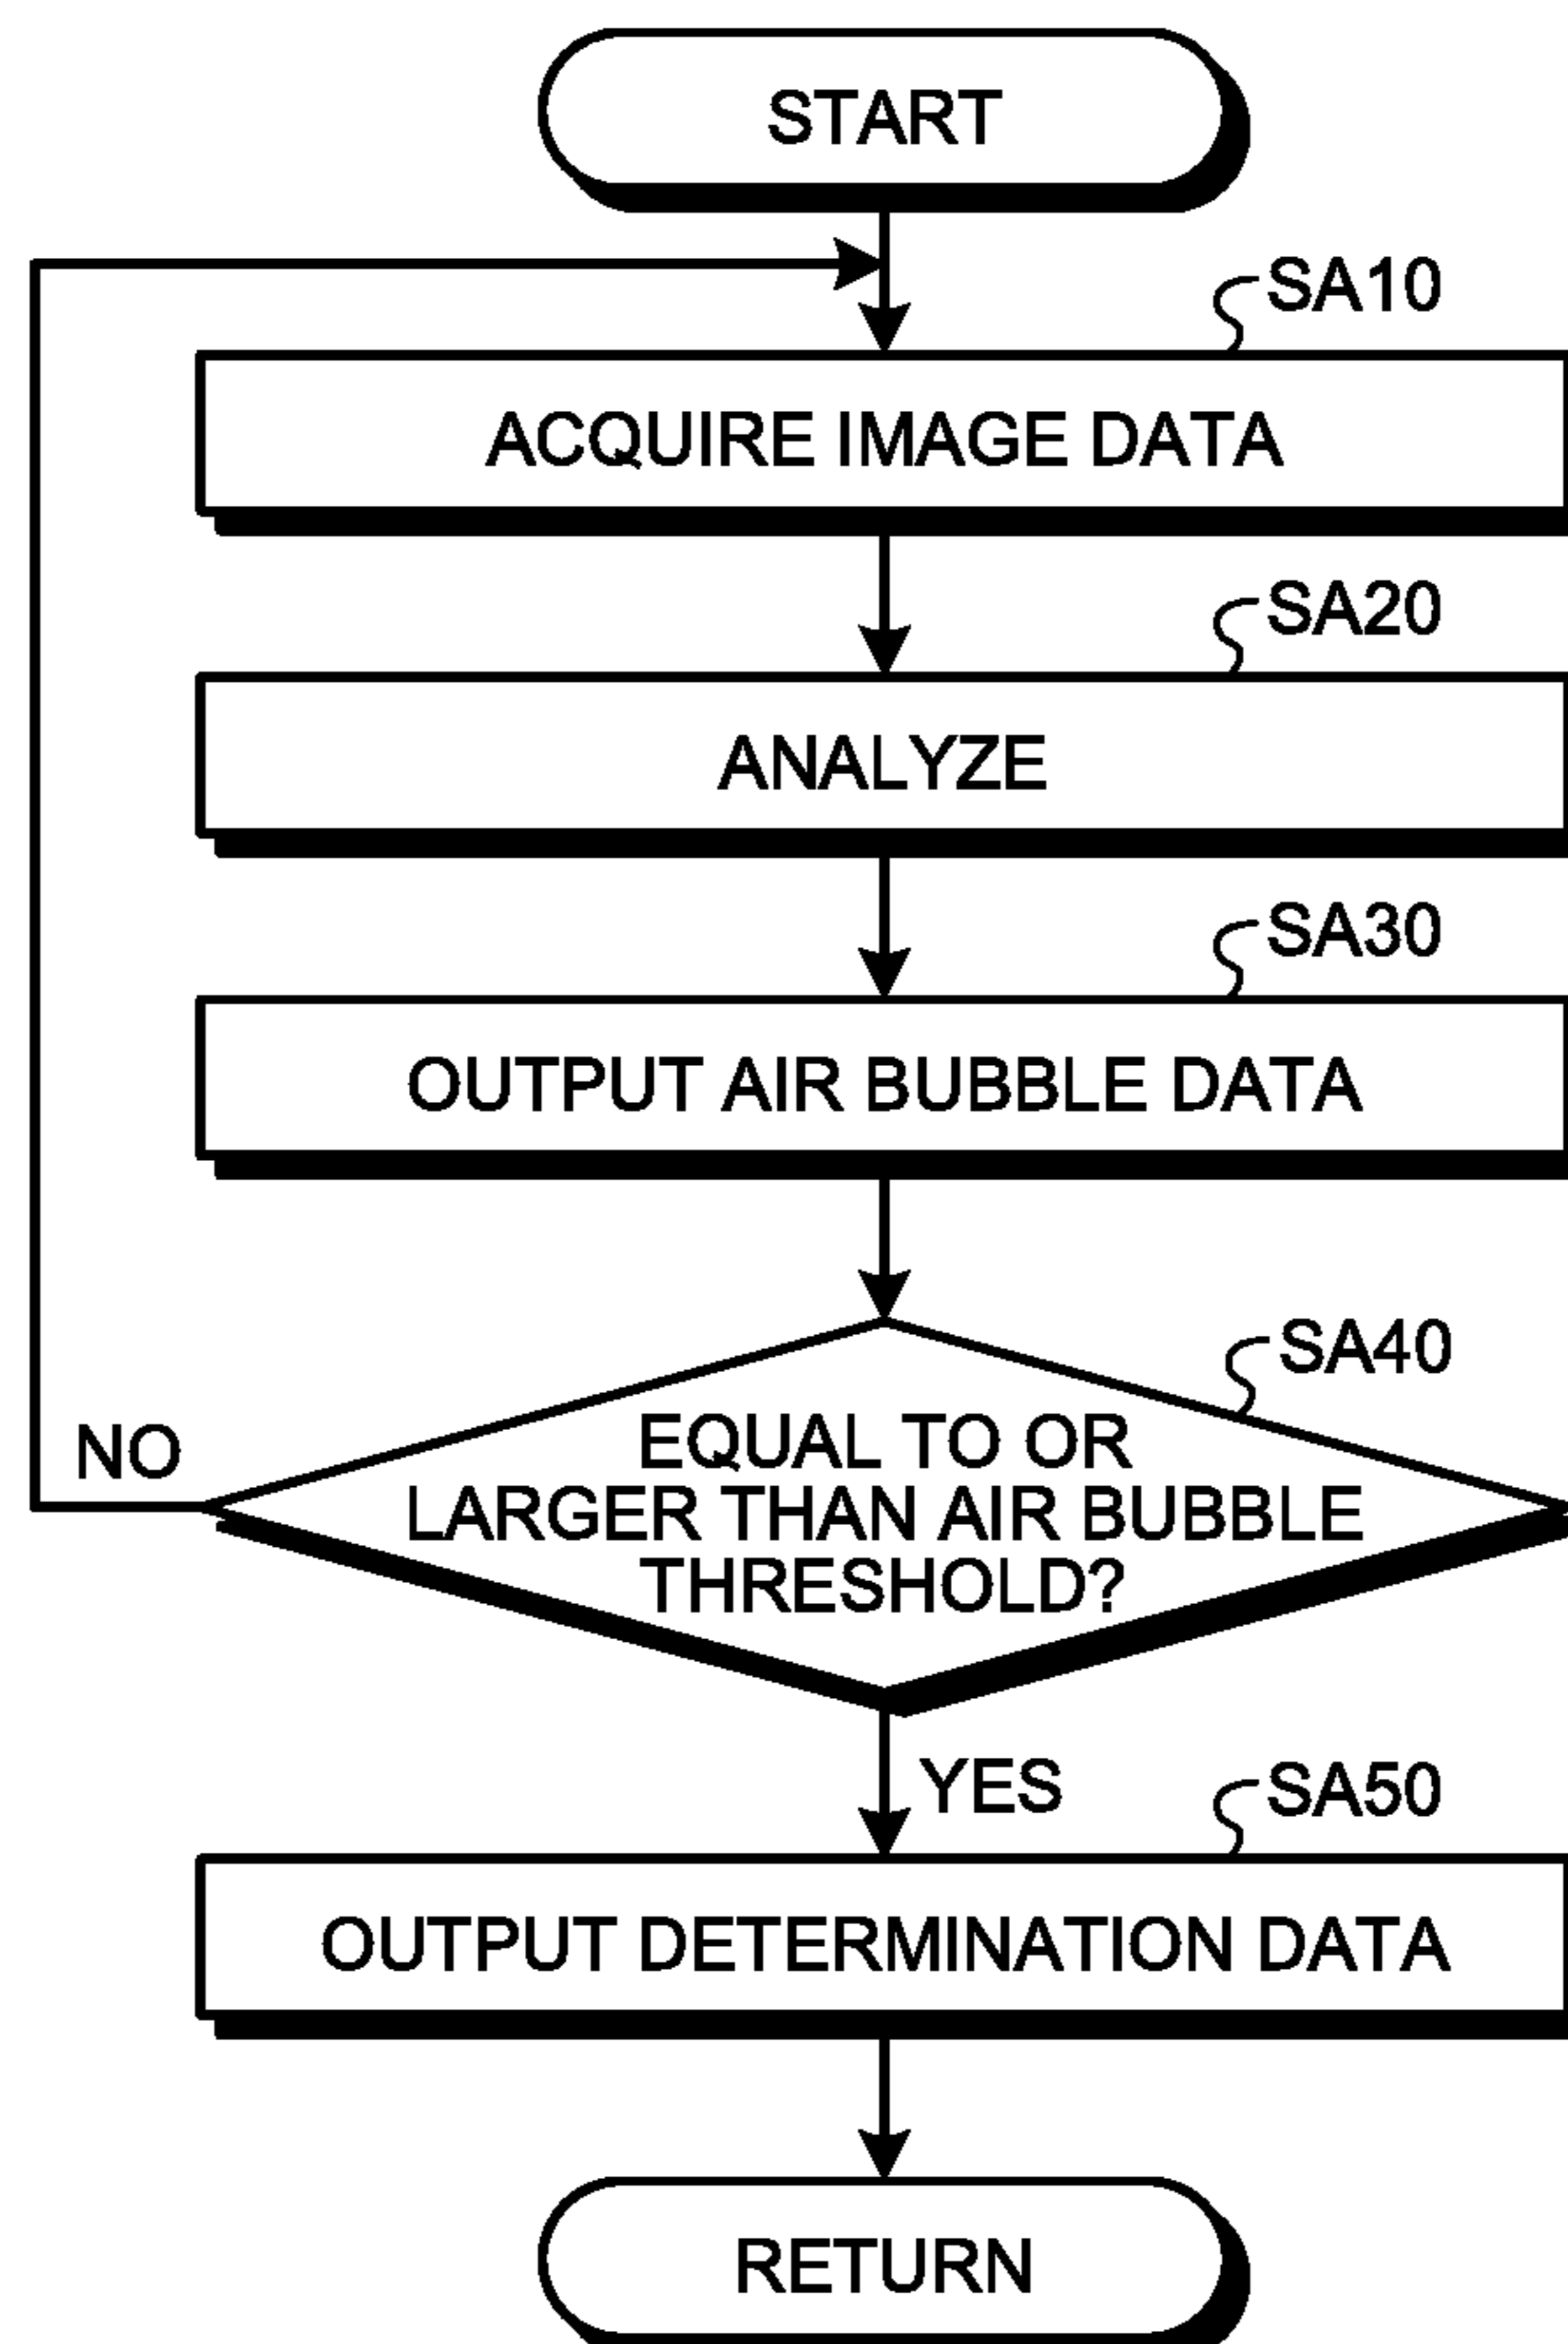 START
SA10
ACQUIRE IMAGE DATA
SA20
ANALYZE
SA30
OUTPUT AIR BUBBLE DATA
SA40
NO
EQUAL TO OR
LARGER THAN AIR BUBBLE
THRESHOLD?
YES
SA50
OUTPUT DETERMINATION DATA
RETURN